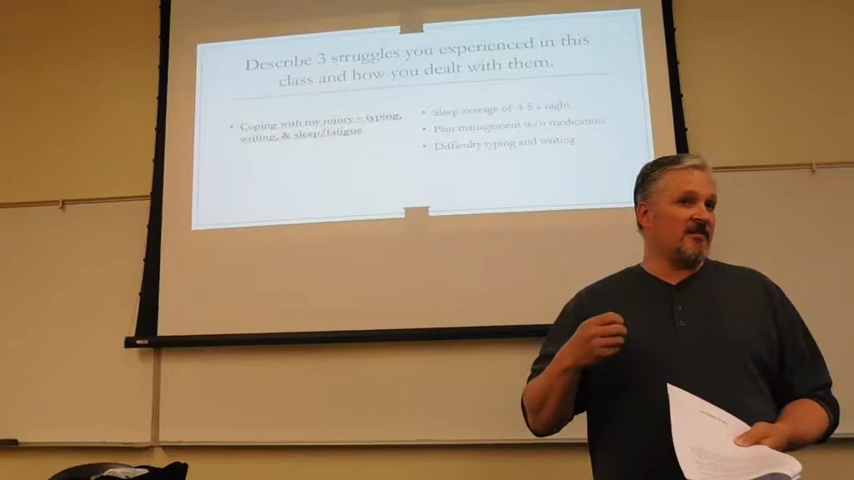 Describe 3 struggles you experienced in this
class and how you dealt with them.
• Coping with my injury – typing,
writing, & sleep/fatigue
• Sleep average of 4-5 a night
• Pain management w/o medication
• Difficulty typing and writing